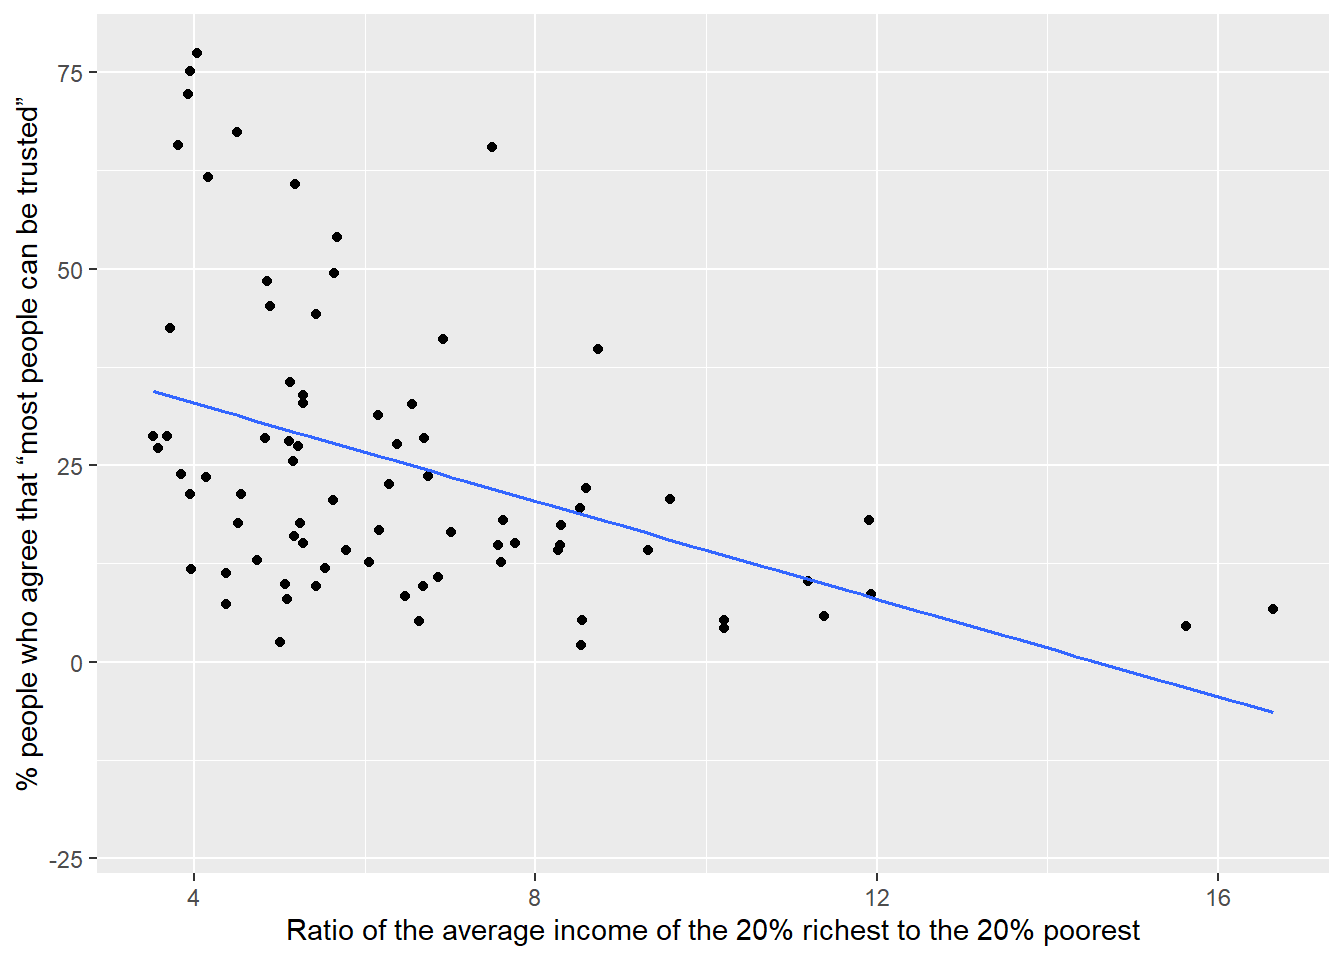 % people who agree that “most people can be trusted”
75
50
25
0
-25
4 8 12 16
Ratio of the average income of the 20% richest to the 20% poorest